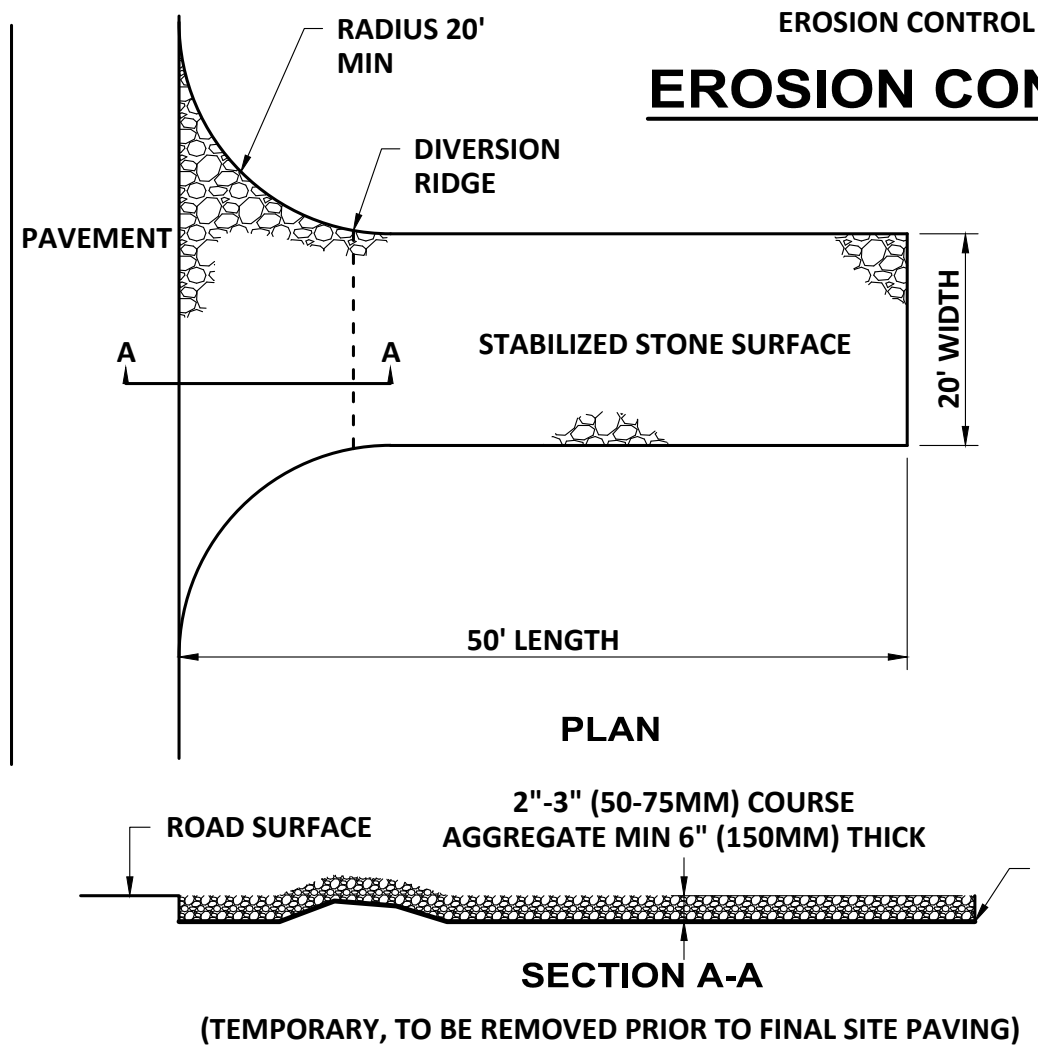 EROSION CONTROL
EROSION CON
RADIUS 20'
MIN
DIVERSION
RIDGE
PAVEMENT
A
A
STABILIZED STONE SURFACE
20' WIDTH
50' LENGTH
PLAN
2"-3" (50-75MM) COURSE
AGGREGATE MIN 6" (150MM) THICK
ROAD SURFACE
SECTION A-A
(TEMPORARY, TO BE REMOVED PRIOR TO FINAL SITE PAVING)